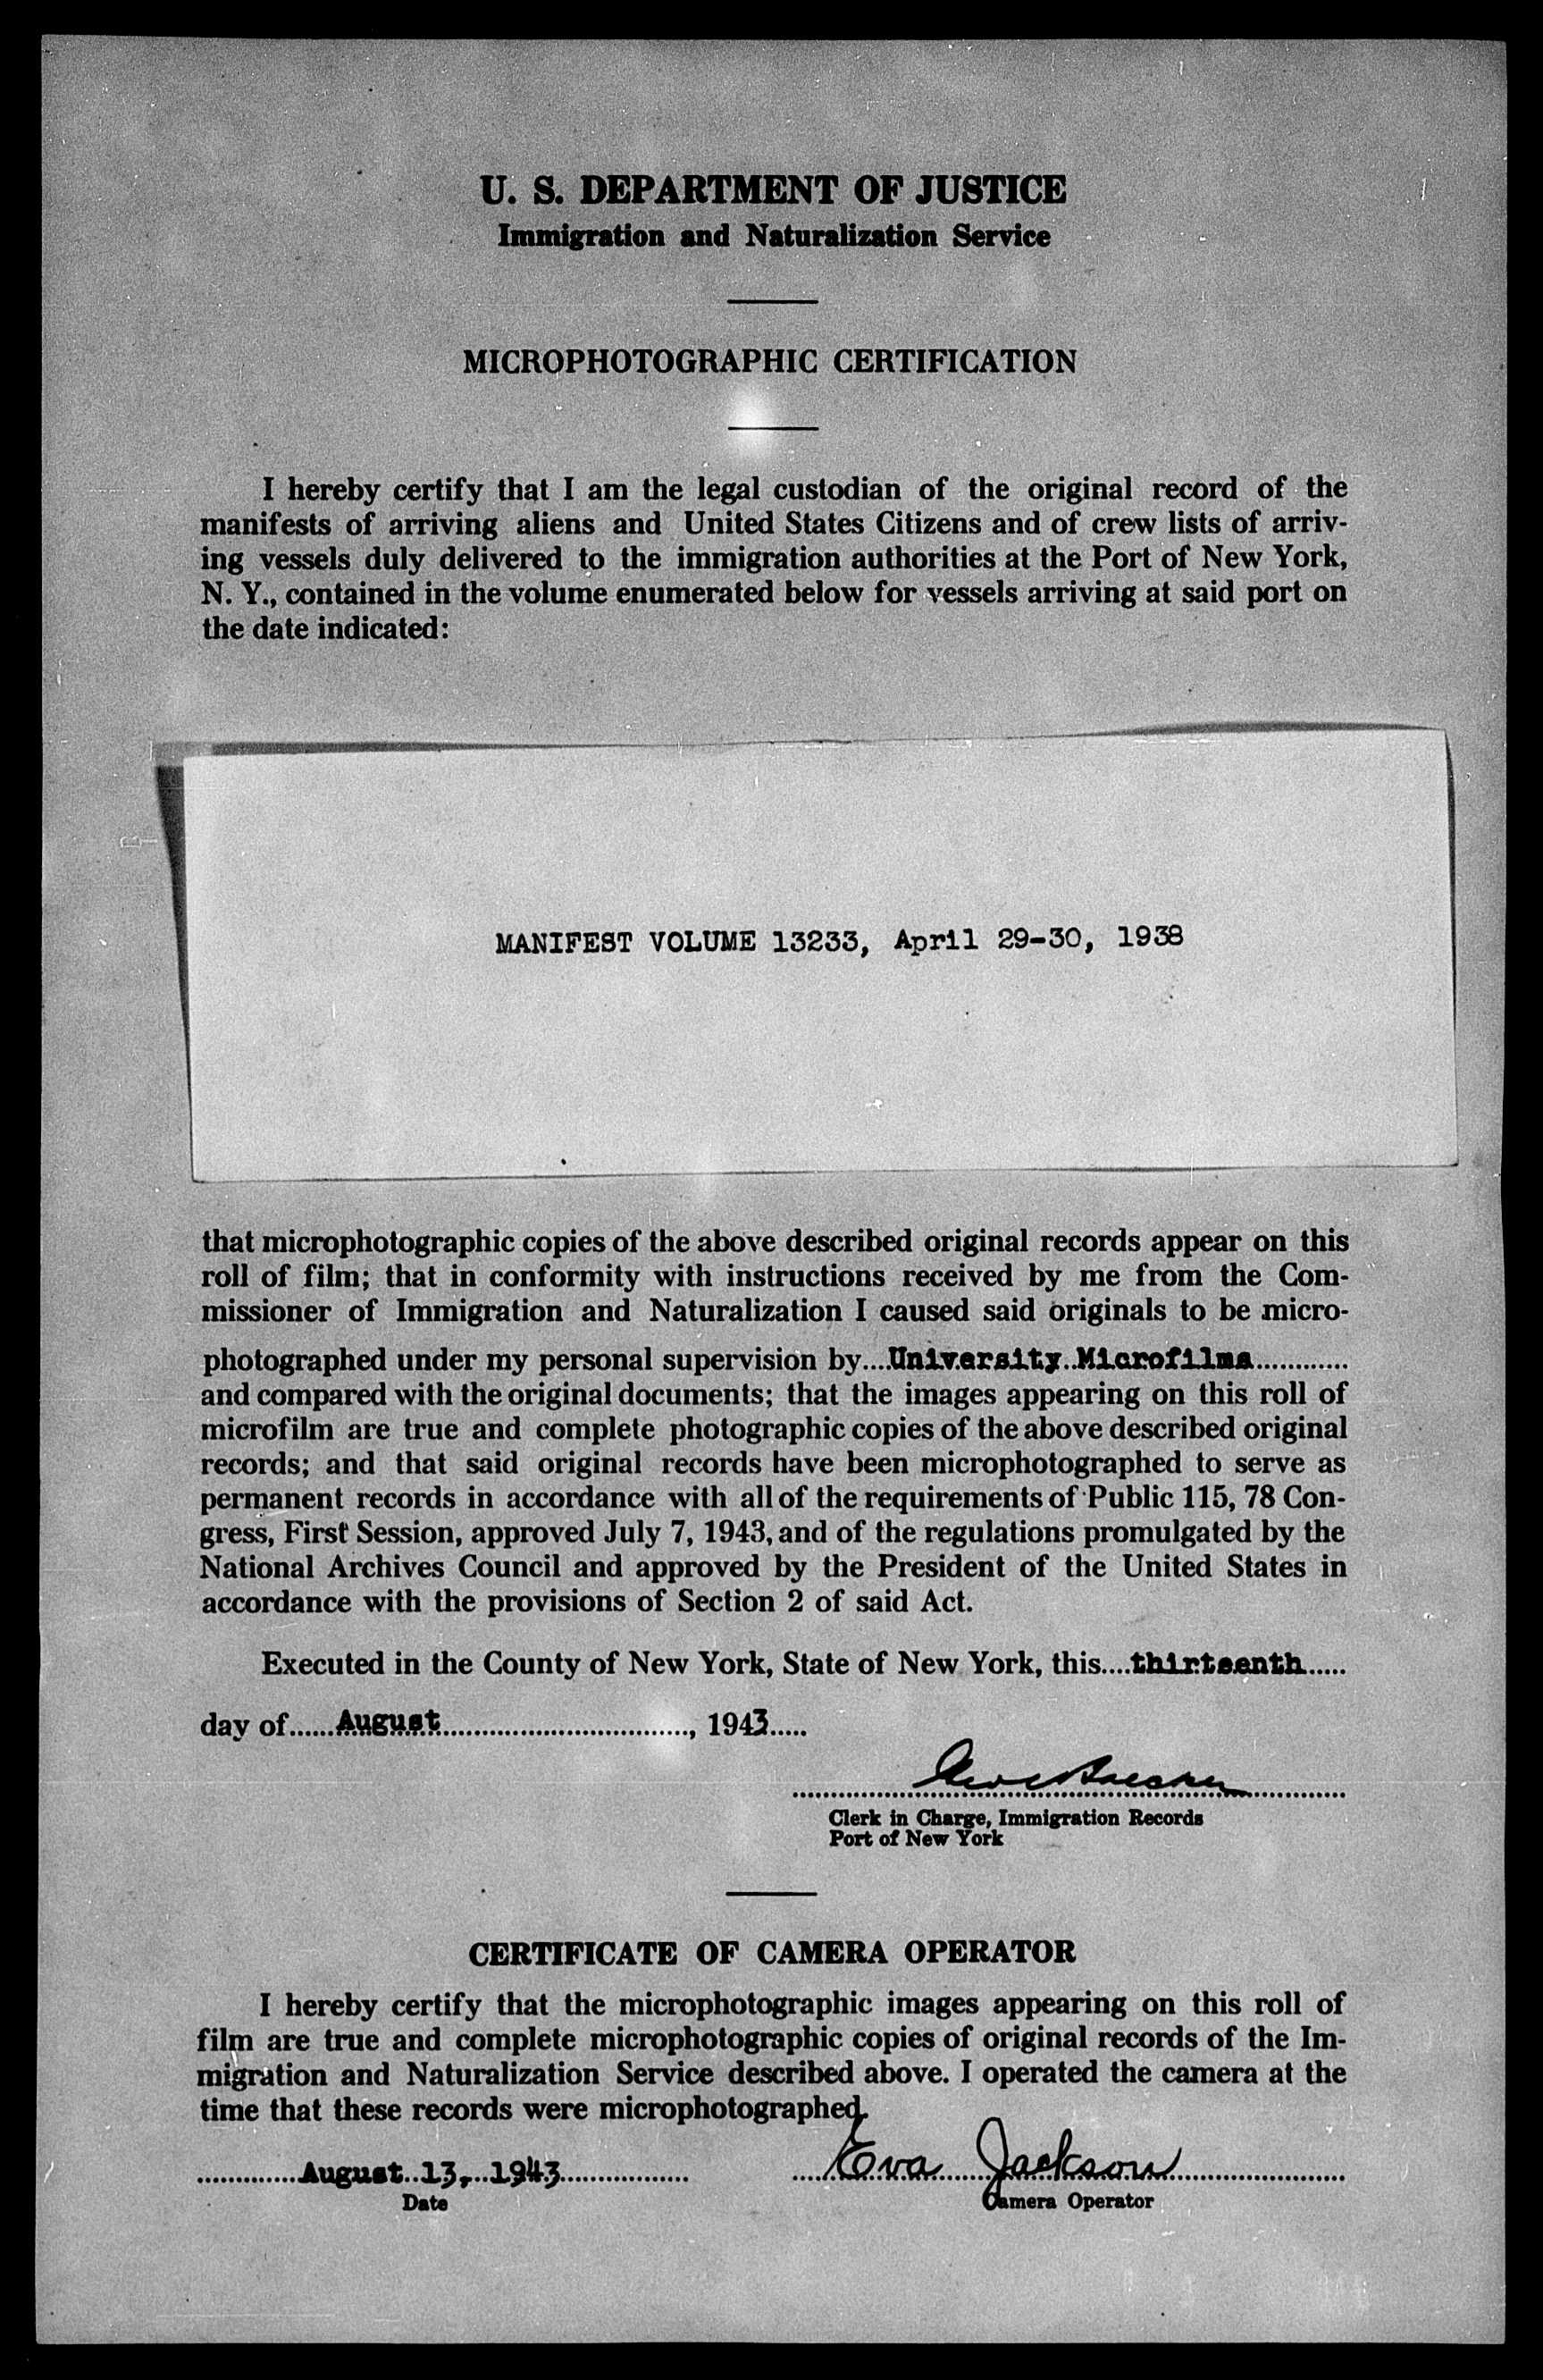 U. S. DEPARTMENT OF JUSTICE
Immigration and Naturalization Service
MICROPHOTOGRAPHIC CERTIFICATION
I hereby certify that I am the legal custodian of the original record of the
manifests of arriving aliens and United States Citizens and of crew lists of arriv-
ing vessels duly delivered to the immigration authorities at the Port of New York,
N. Y., contained in the volume enumerated below for vessels arriving at said port on
the date indicated:
MANIFEST VOLUME 13233, April 29-30, 1938
that microphotographic copies of the above described original records appear on this
roll of film; that in conformity with instructions received by me from the Com-
missioner of Immigration and Naturalization I caused said originals to be micro-
photographed under my personal supervision by....University Microfilms............
and compared with the original documents; that the images appearing on this roll of
microfilm are true and complete photographic copies of the above described original
records; and that said original records have been microphotographed to serve as
permanent records in accordance with all of the requirements of Public 115, 78 Con-
gress, First Session, approved July 7, 1943, and of the regulations promulgated by the
National Archives Council and approved by the President of the United States in
accordance with the provisions of Section 2 of said Act.
Executed in the County of New York, State of New York, this....thirteenth.....
day of......August......................................, 1943.....
Clerk in Charge, Immigration Records
Port of New York
CERTIFICATE OF CAMERA OPERATOR
I hereby certify that the microphotographic images appearing on this roll of
film are true and complete microphotographic copies of original records of the Im-
migration and Naturalization Service described above. I operated the camera at the
time that these records were microphotographed.
..............August 13, 1943................. Eva Jackson
Date Camera Operator